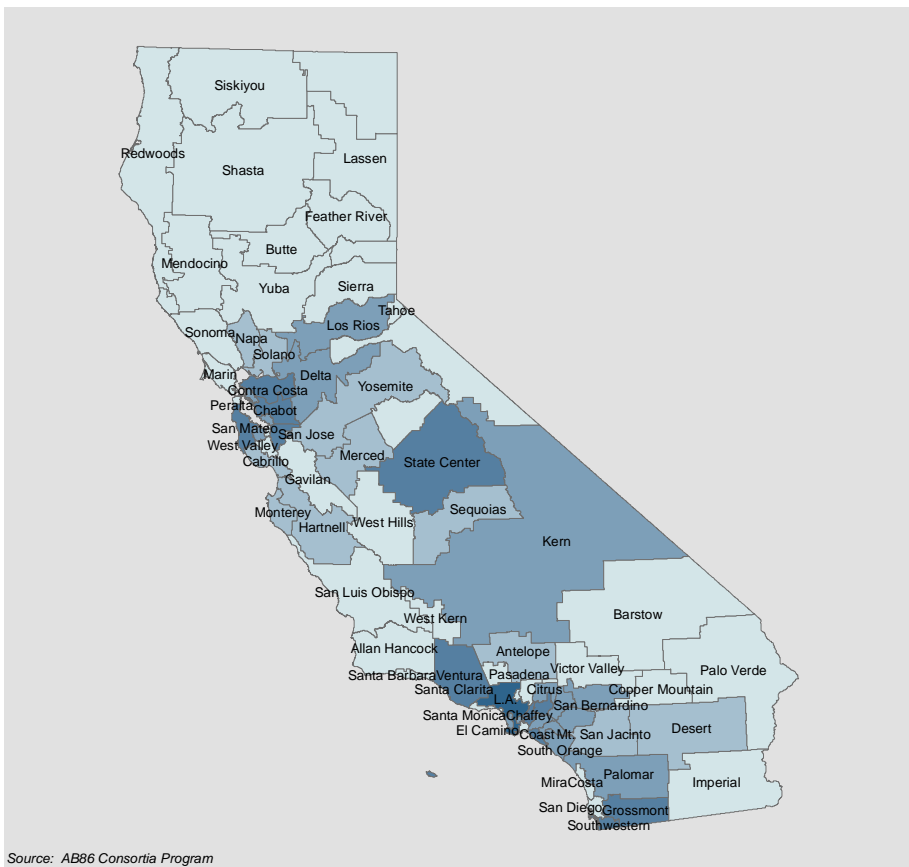 Siskiyou
Redwoods
Lassen
Shasta
Feather River
Butte
Mendocino
Yuba
Sierra
Tahoe
Los Rios
Sonoma
Napa
Solano
Marin
Delta
Yosemite
Contra Costa
Peralta
Chabot
San Mateo
San Jose
West Valley
Merced
Cabrillo
State Center
Gavilan
Monterey
Sequoias
Hartnell
West Hills
Kern
San Luis Obispo
Barstow
West Kern
Allan Hancock
Antelope
Victor Valley
Palo Verde
Santa Barbara
Ventura
Pasadena
Santa Clarita
Citrus
Copper Mountain
L.A.
San Bernardino
Santa Monica
Chaffey
El Camino
Coast
Mt. San Jacinto
Desert
South Orange
Palomar
MiraCosta
Imperial
San Diego
Grossmont
Southwestern
Source: AB86 Consortia Program